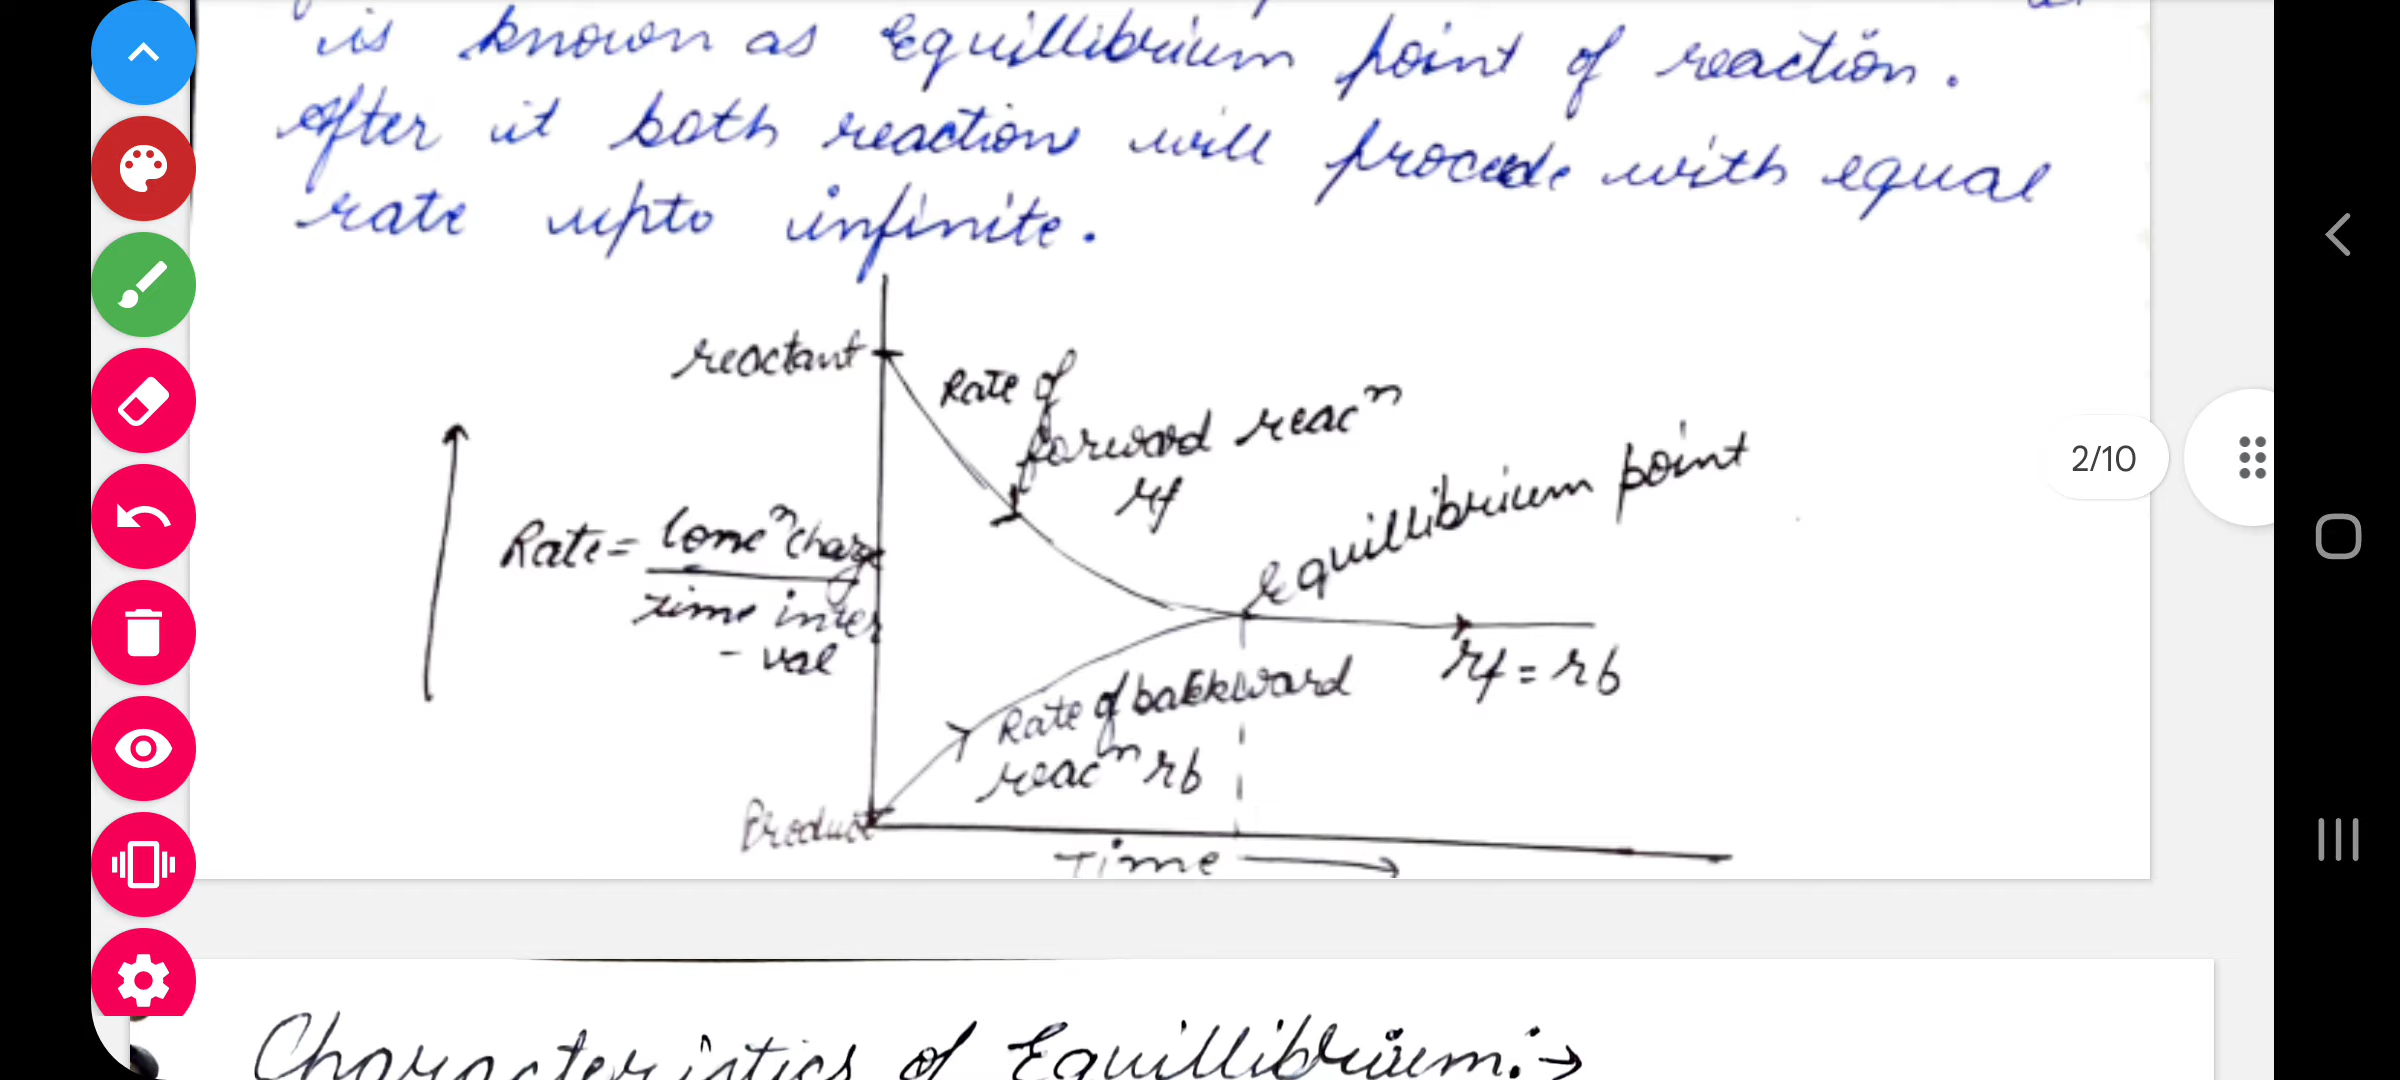 is known as Equillibrium point of reaction.
After it both reaction will procede with equal
rate upto infinite.
reactant
Rate of
forward reacⁿ
rf
Equillibrium point
Rate = Concⁿ change
time inter
- val
rf = rb
Rate of backward
reacⁿ rb
Product
Time
2/10
Characteristics of Equillibrium :→